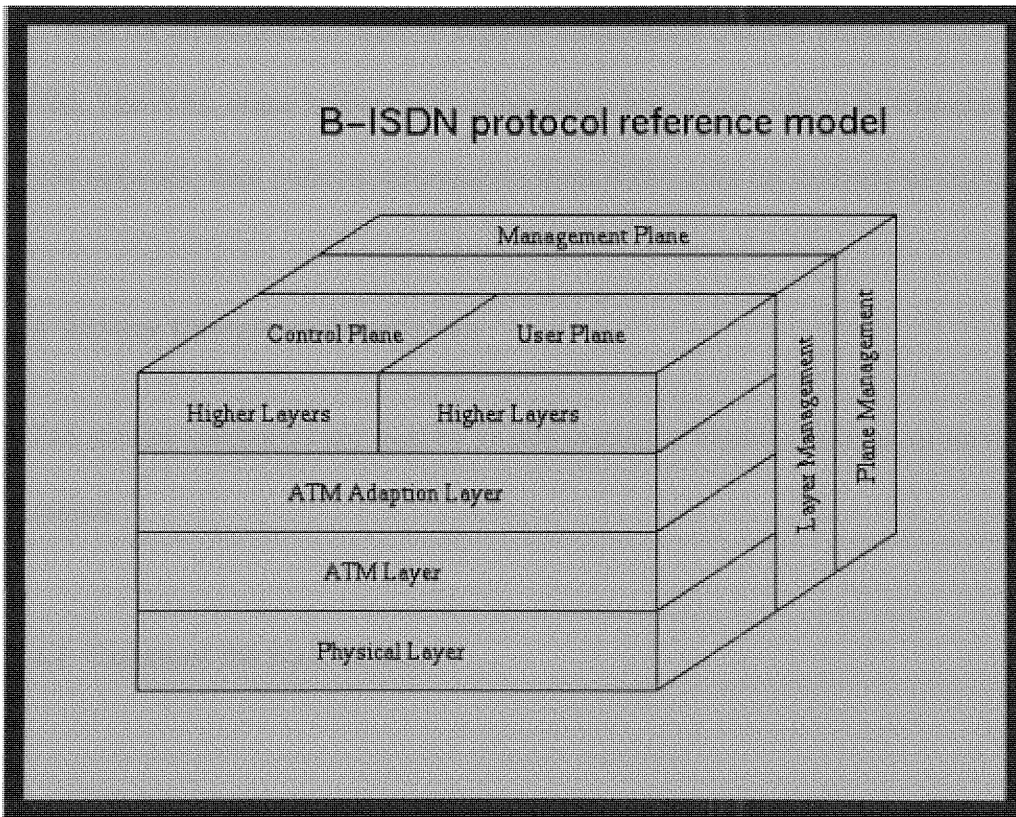 B–ISDN protocol reference model
Management Plane
Control Plane
User Plane
Higher Layers
Higher Layers
ATM Adaption Layer
ATM Layer
Physical Layer
Layer Management
Plane Management